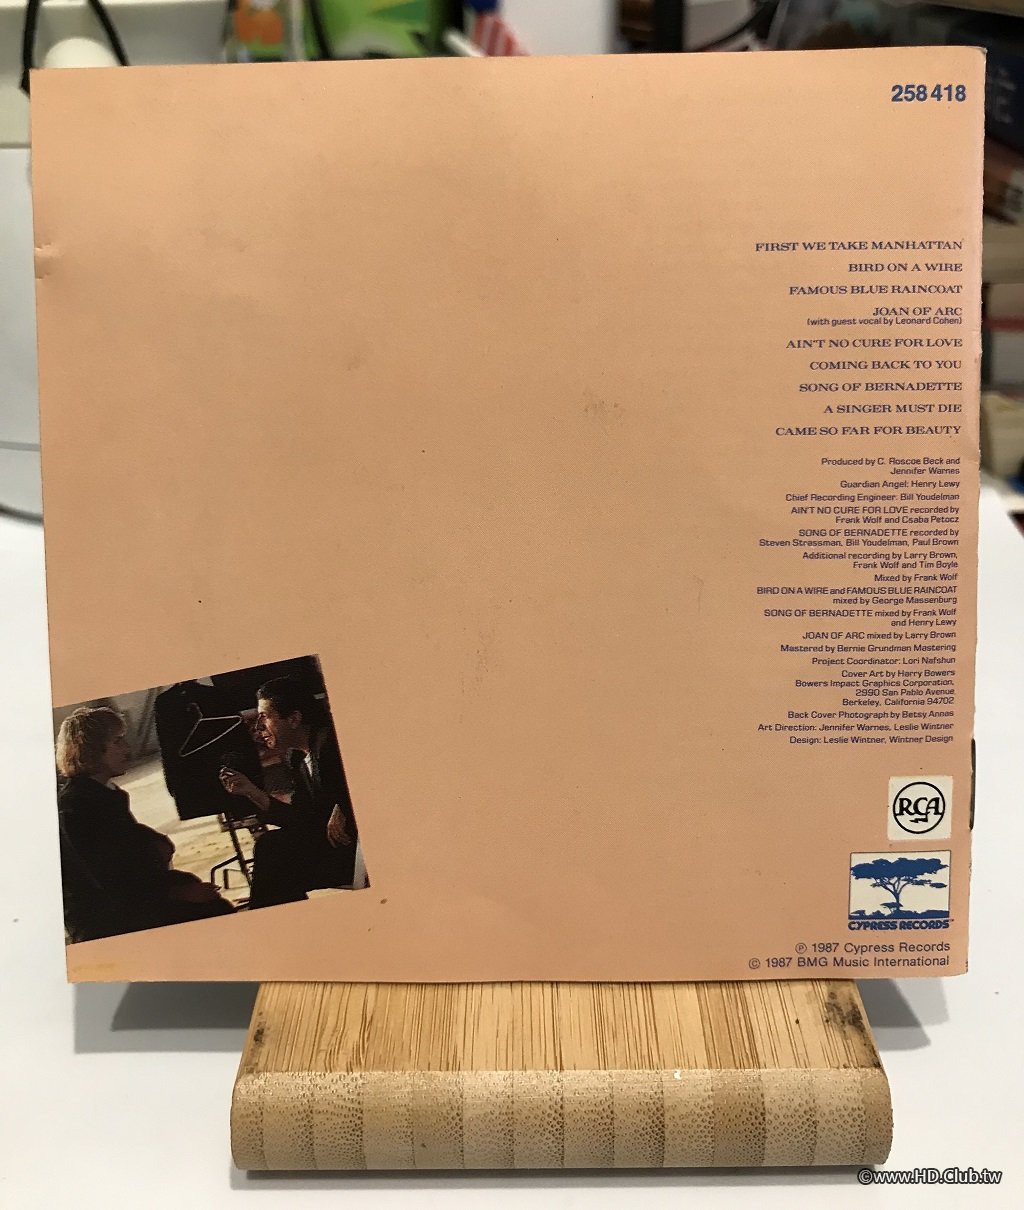 258 418
FIRST WE TAKE MANHATTAN
BIRD ON A WIRE
FAMOUS BLUE RAINCOAT
JOAN OF ARC
(with guest vocal by Leonard Cohen)
AIN'T NO CURE FOR LOVE
COMING BACK TO YOU
SONG OF BERNADETTE
A SINGER MUST DIE
CAME SO FAR FOR BEAUTY
Produced by C. Roscoe Beck and
Jennifer Warnes
Guardian Angel: Henry Lewy
Chief Recording Engineer: Bill Youdelman
AIN'T NO CURE FOR LOVE recorded by
Frank Wolf and Csaba Petocz
SONG OF BERNADETTE recorded by
Steven Strassman, Bill Youdelman, Paul Brown
Additional recording by Larry Brown,
Frank Wolf and Tim Boyle
Mixed by Frank Wolf
BIRD ON A WIRE and FAMOUS BLUE RAINCOAT
mixed by George Massenburg
SONG OF BERNADETTE mixed by Frank Wolf
and Henry Lewy
JOAN OF ARC mixed by Larry Brown
Mastered by Bernie Grundman Mastering
Project Coordinator: Lori Nafshun
Cover Art by Harry Bowers
Bowers Impact Graphics Corporation,
2990 San Pablo Avenue
Berkeley, California 94702
Back Cover Photograph by Betsy Annas
Art Direction: Jennifer Warnes, Leslie Wintner
Design: Leslie Wintner, Wintner Design
RCA
CYPRESS RECORDS™
℗ 1987 Cypress Records
© 1987 BMG Music International
©www.HD.Club.tw